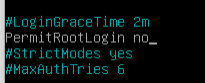 #LoginGraceTime 2m
PermitRootLogin no
#StrictModes yes
#MaxAuthTries 6